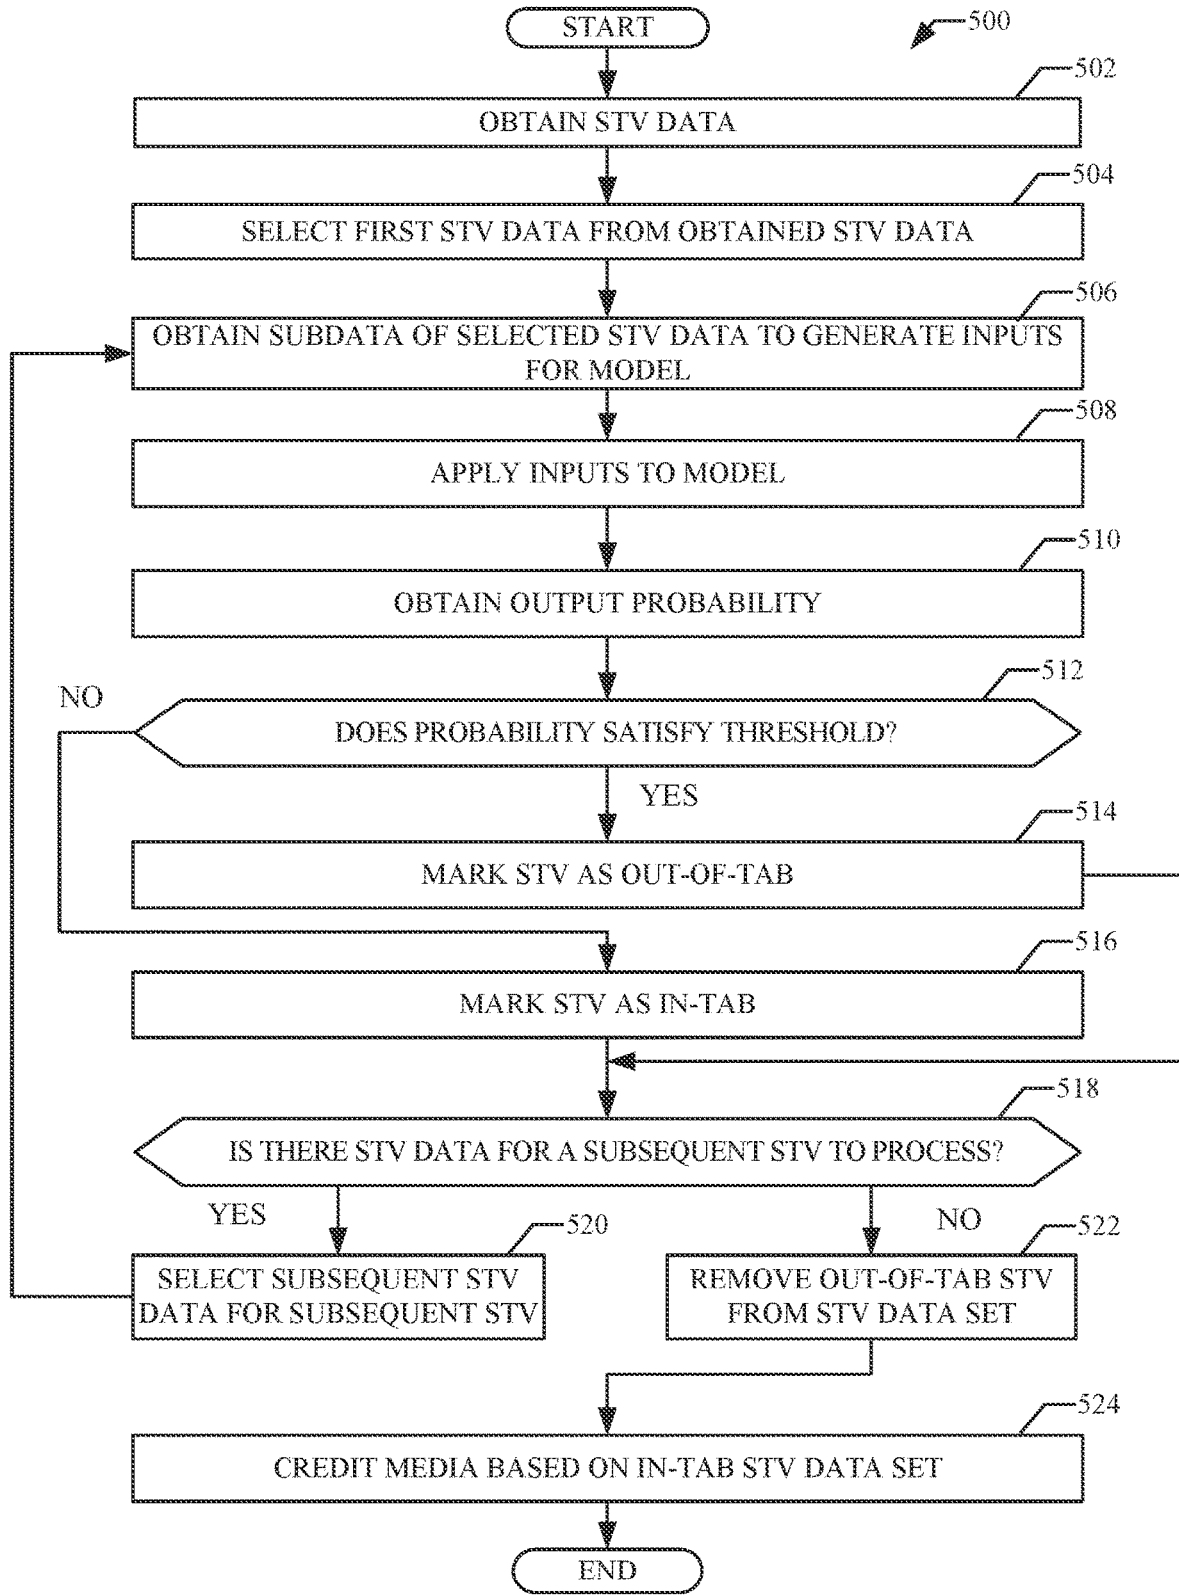 START
500
502
OBTAIN STV DATA
504
SELECT FIRST STV DATA FROM OBTAINED STV DATA
506
OBTAIN SUBDATA OF SELECTED STV DATA TO GENERATE INPUTS
FOR MODEL
508
APPLY INPUTS TO MODEL
510
OBTAIN OUTPUT PROBABILITY
512
NO
DOES PROBABILITY SATISFY THRESHOLD?
YES
514
MARK STV AS OUT-OF-TAB
516
MARK STV AS IN-TAB
518
IS THERE STV DATA FOR A SUBSEQUENT STV TO PROCESS?
YES
NO
520
SELECT SUBSEQUENT STV
DATA FOR SUBSEQUENT STV
522
REMOVE OUT-OF-TAB STV
FROM STV DATA SET
524
CREDIT MEDIA BASED ON IN-TAB STV DATA SET
END